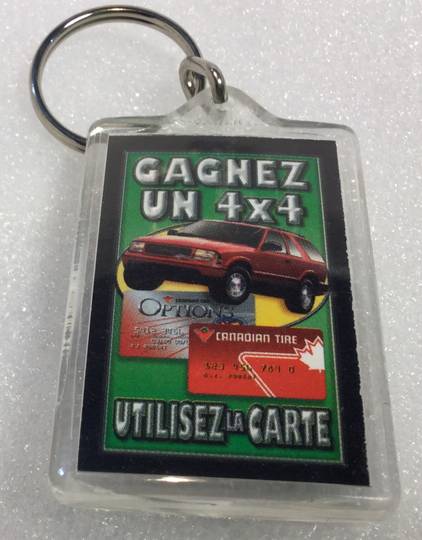 GAGNEZ
UN 4x4
OPTIONS
CANADIAN TIRE
UTILISEZ LA CARTE